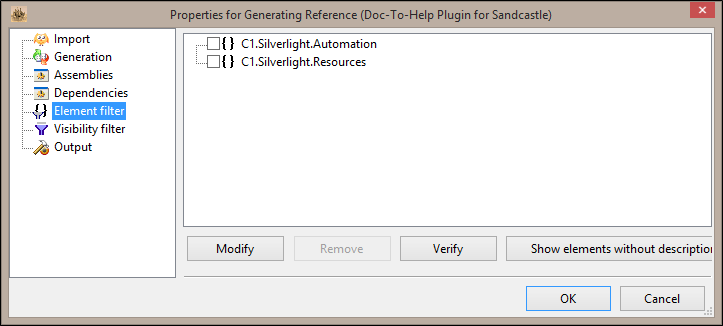 Properties for Generating Reference (Doc-To-Help Plugin for Sandcastle)
Import
Generation
Assemblies
Dependencies
Element filter
Visibility filter
Output
{ } C1.Silverlight.Automation
{ } C1.Silverlight.Resources
Modify
Remove
Verify
Show elements without description
OK
Cancel